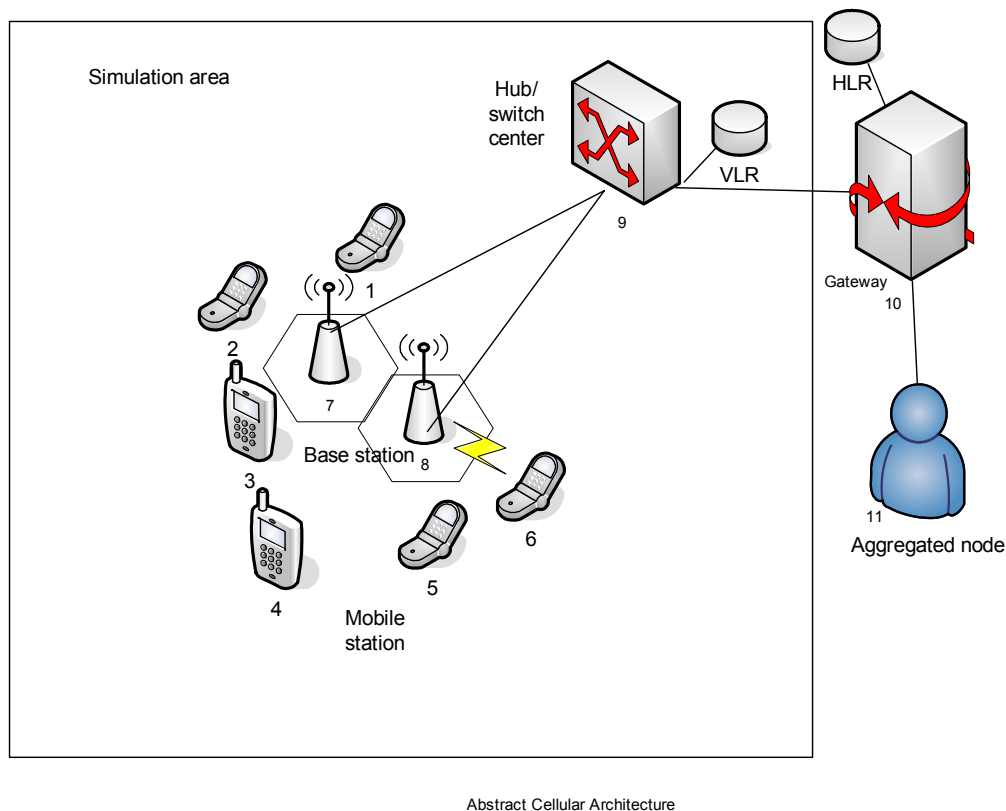 Simulation area
HLR
Hub/
switch
center
VLR
9
Gateway
10
1
2
7
Base station
8
3
11
Aggregated node
6
5
4
Mobile
station
Abstract Cellular Architecture